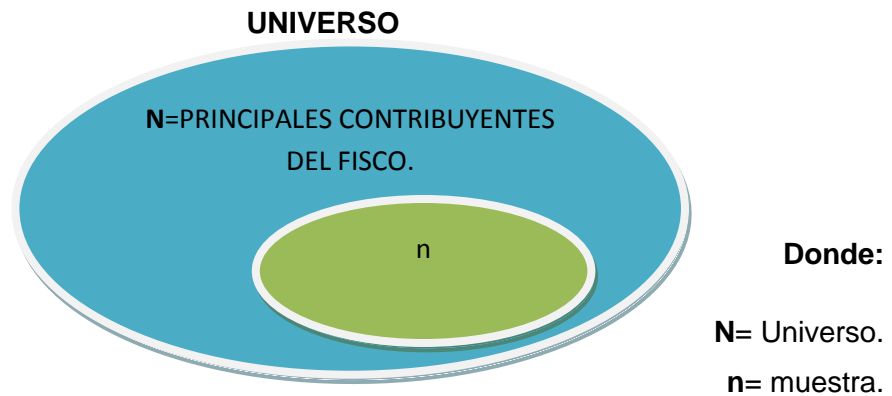 UNIVERSO
N=PRINCIPALES CONTRIBUYENTES
DEL FISCO.
n
Donde:
N= Universo.
n= muestra.